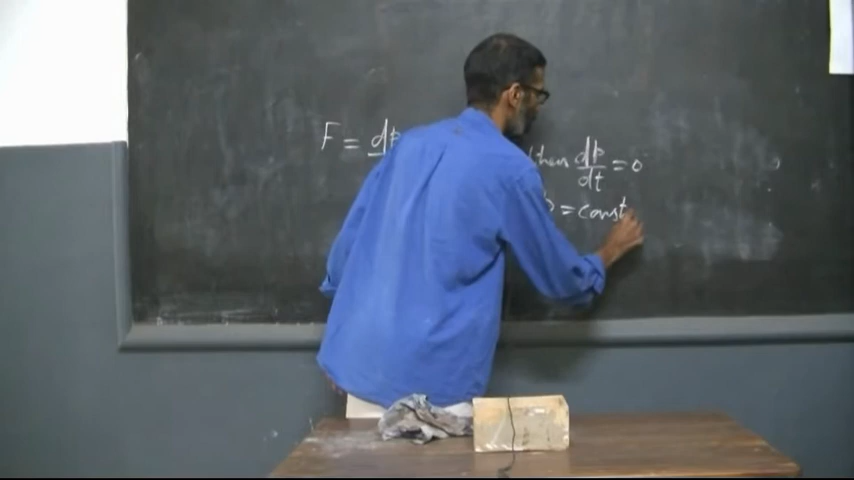 F = dp
then dp/dt = 0
p = const